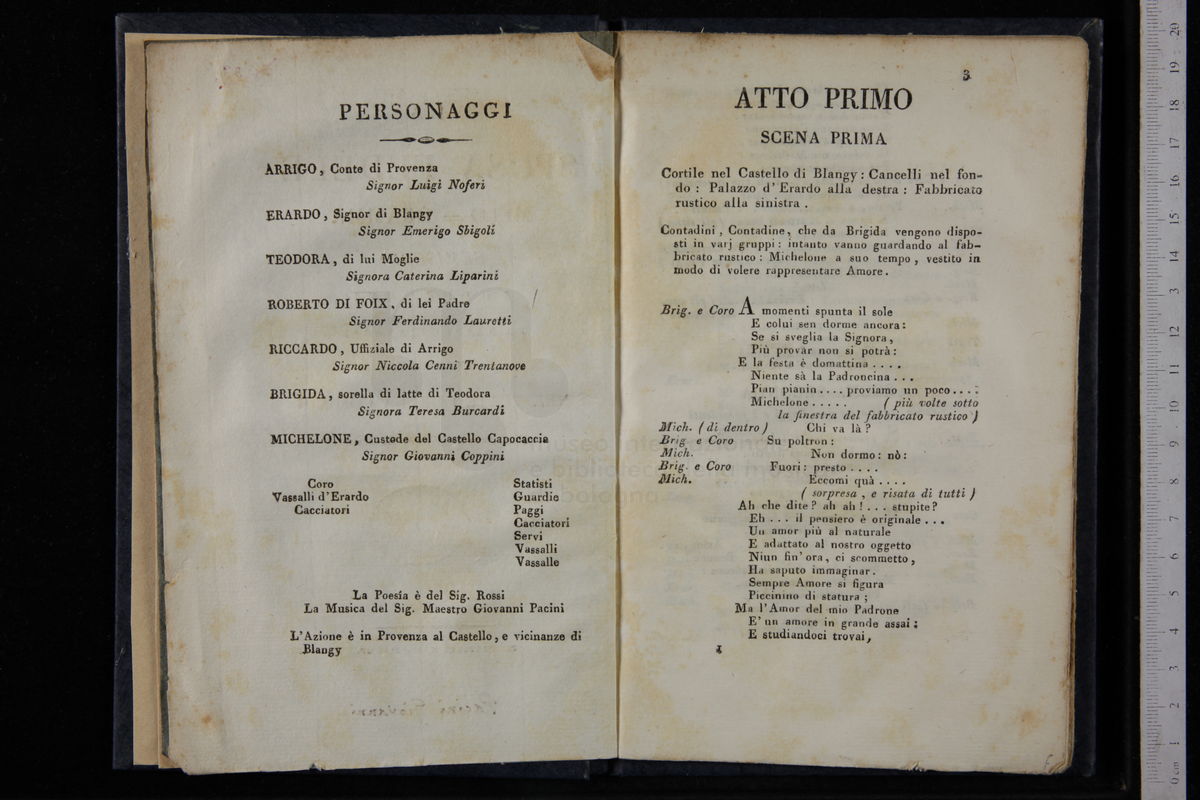 PERSONAGGI
ARRIGO, Conte di Provenza
Signor Luigi Noferi
ERARDO, Signor di Blangy
Signor Emerigo Sbigoli
TEODORA, di lui Moglie
Signora Caterina Liparini
ROBERTO DI FOIX, di lei Padre
Signor Ferdinando Lauretti
RICCARDO, Uffiziale di Arrigo
Signor Niccola Cenni Trentanove
BRIGIDA, sorella di latte di Teodora
Signora Teresa Burcardi
MICHELONE, Custode del Castello Capocaccia
Signor Giovanni Coppini
Coro
Vassalli d'Erardo
Cacciatori
Statisti
Guardie
Paggi
Cacciatori
Servi
Vassalli
Vassalle
La Poesía è del Sig. Rossi
La Musica del Sig. Maestro Giovanni Pacini
L'Azione è in Provenza al Castello, e vicinanze di
Blangy
3
ATTO PRIMO
SCENA PRIMA
Cortile nel Castello di Blangy: Cancelli nel fon-
do: Palazzo d'Erardo alla destra: Fabbricato
rustico alla sinistra.
Contadini, Contadine, che da Brigida vengono dispo-
sti in varj gruppi: intanto vanno guardando al fab-
bricato rustico: Michelone a suo tempo, vestito in
modo di volere rappresentare Amore.
Brig. e Coro A momenti spunta il sole
E colui sen dorme ancora:
Se si sveglia la Signora,
Più provar non si potrà:
E la festa è domattina....
Niente sà la Padroncina...
Pian pianin.... proviamo un poco....
Michelone..... (più volte sotto
la finestra del fabbricato rustico)
Mich. (di dentro) Chi va là?
Brig e Coro Su poltron:
Mich. Non dormo: nò:
Brig. e Coro Fuori: presto....
Mich. Eccomi quà....
(sorpresa, e risata di tutti)
Ah che dite? ah ah!... stupite?
Eh... il pensiero è originale...
Un amor più al naturale
E adattato al nostro oggetto
Niun fin'ora, ci scommetto,
Ha saputo immaginar.
Sempre Amore si figura
Piccinino di statura;
Ma l'Amor del mio Padrone
E' un amore in grande assai:
E studiandoci trovai,
1